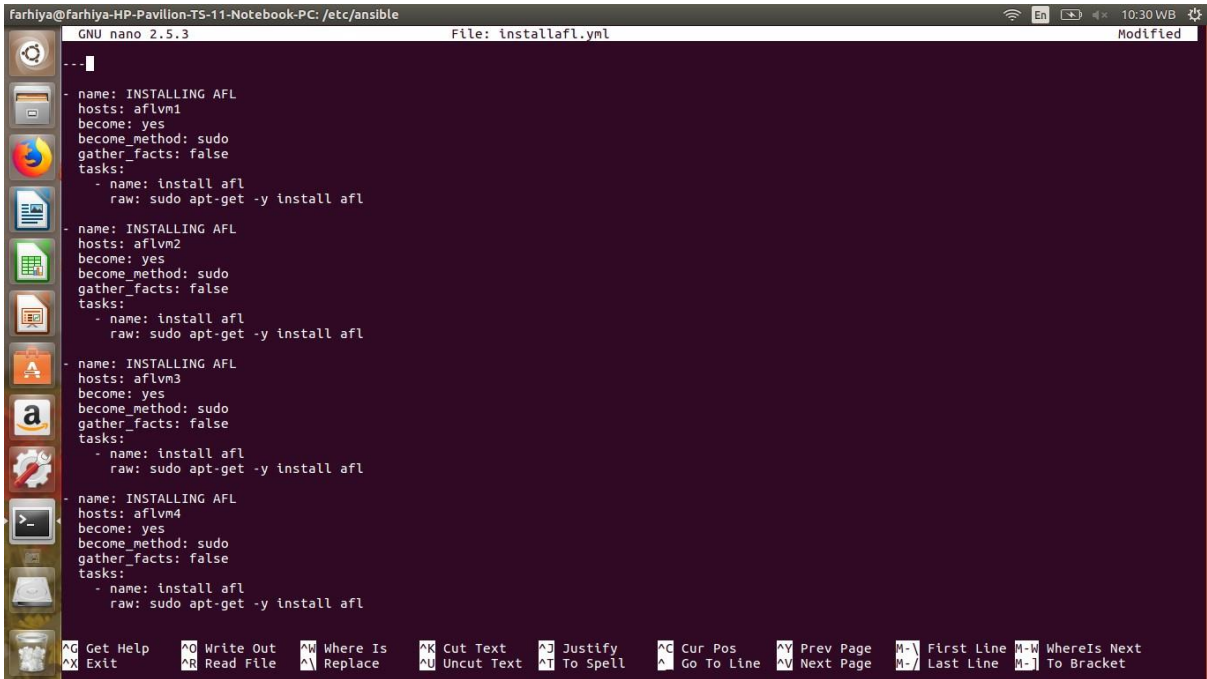 farhiya@farhiya-HP-Pavilion-TS-11-Notebook-PC: /etc/ansible En 10:30 WB
GNU nano 2.5.3 File: installafl.yml Modified
---
- name: INSTALLING AFL
  hosts: aflvm1
  become: yes
  become_method: sudo
  gather_facts: false
  tasks:
    - name: install afl
      raw: sudo apt-get -y install afl
- name: INSTALLING AFL
  hosts: aflvm2
  become: yes
  become_method: sudo
  gather_facts: false
  tasks:
    - name: install afl
      raw: sudo apt-get -y install afl
- name: INSTALLING AFL
  hosts: aflvm3
  become: yes
  become_method: sudo
  gather_facts: false
  tasks:
    - name: install afl
      raw: sudo apt-get -y install afl
- name: INSTALLING AFL
  hosts: aflvm4
  become: yes
  become_method: sudo
  gather_facts: false
  tasks:
    - name: install afl
      raw: sudo apt-get -y install afl
^G Get Help ^O Write Out ^W Where Is ^K Cut Text ^J Justify ^C Cur Pos ^Y Prev Page M-\ First Line M-W WhereIs Next
^X Exit ^R Read File ^\ Replace ^U Uncut Text ^T To Spell ^_ Go To Line ^V Next Page M-/ Last Line M-] To Bracket